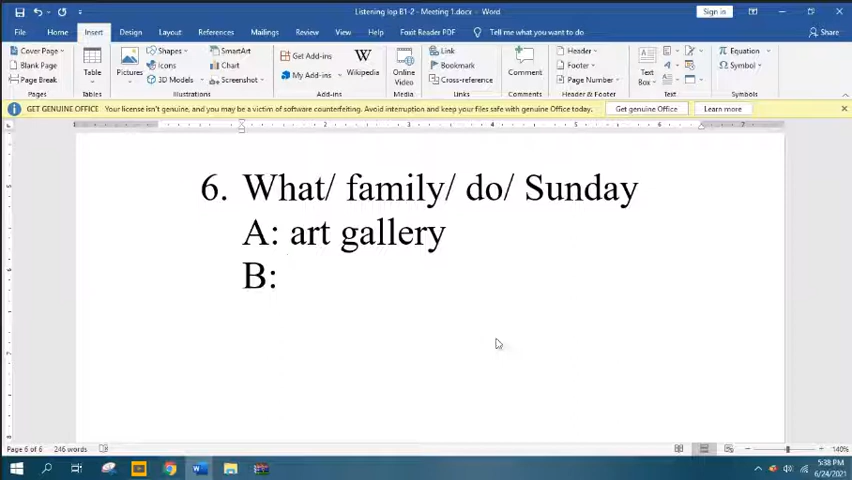 Listening lop B1-2 - Meeting 1.docx - Word
Sign in
File Home Insert Design Layout References Mailings Review View Help Foxit Reader PDF Tell me what you want to do Share
Cover Page
Blank Page
Page Break
Pages
Table
Tables
Pictures
Shapes
Icons
3D Models
SmartArt
Chart
Screenshot
Illustrations
Get Add-ins
My Add-ins
Wikipedia
Add-ins
Online Video
Media
Link
Bookmark
Cross-reference
Links
Comment
Comments
Header
Footer
Page Number
Header & Footer
Text Box
Text
Equation
Symbol
Symbols
GET GENUINE OFFICE Your license isn't genuine, and you may be a victim of software counterfeiting. Avoid interruption and keep your files safe with genuine Office today. Get genuine Office Learn more
6. What/ family/ do/ Sunday
A: art gallery
B:
Page 6 of 6 246 words 140%
5:38 PM
6/24/2021